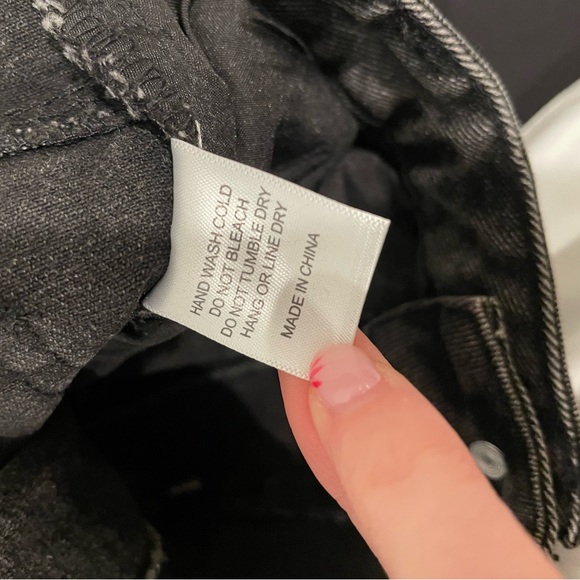 HAND WASH COLD
DO NOT BLEACH
DO NOT TUMBLE DRY
HANG OR LINE DRY
MADE IN CHINA